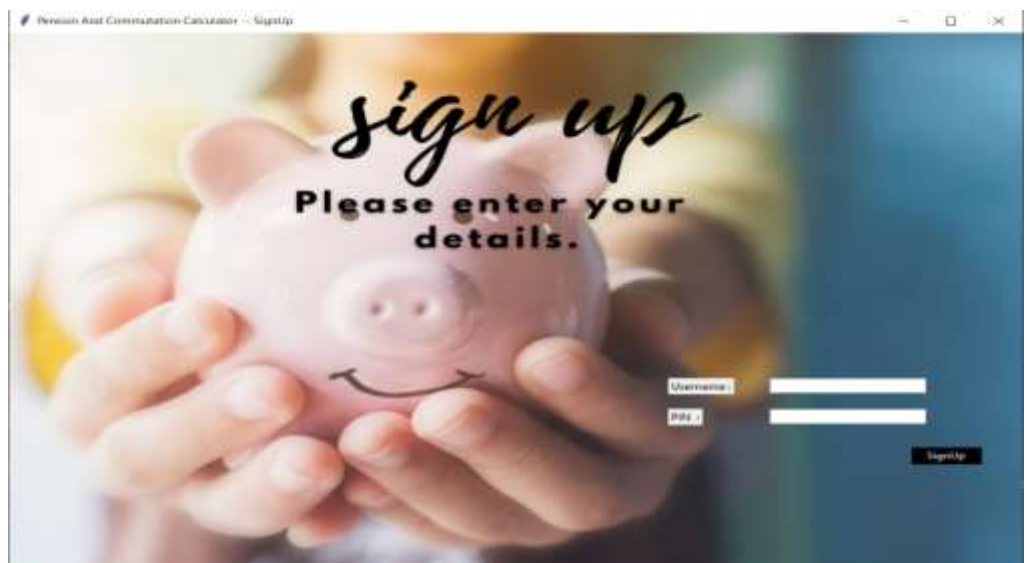 Pension And Commutation Calculator -- SignUp
sign up
Please enter your
details.
Username :
PIN :
SignUp